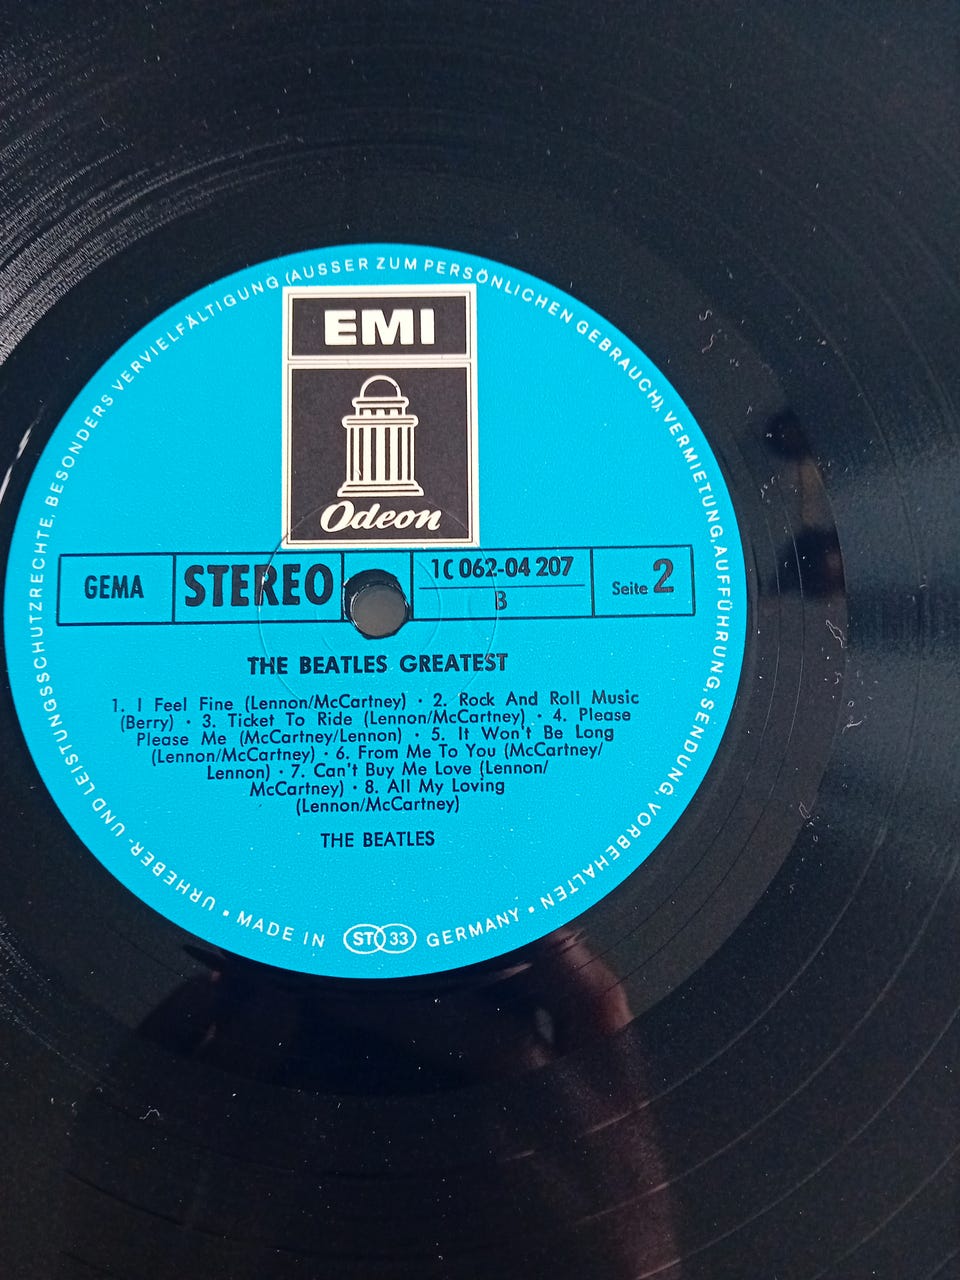 URHEBER- UND LEISTUNGSSCHUTZRECHTE, BESONDERS VERVIELFÄLTIGUNG (AUSSER ZUM PERSÖNLICHEN GEBRAUCH), VERMIETUNG, AUFFÜHRUNG, SENDUNG, VORBEHALTEN
EMI
Odeon
GEMA STEREO 1C 062-04 207 Seite 2
B
THE BEATLES GREATEST
1. I Feel Fine (Lennon/McCartney) · 2. Rock And Roll Music
(Berry) · 3. Ticket To Ride (Lennon/McCartney) · 4. Please
Please Me (McCartney/Lennon) · 5. It Won't Be Long
(Lennon/McCartney) · 6. From Me To You (McCartney/
Lennon) · 7. Can't Buy Me Love (Lennon/
McCartney) · 8. All My Loving
(Lennon/McCartney)
THE BEATLES
• MADE IN ST 33 GERMANY •